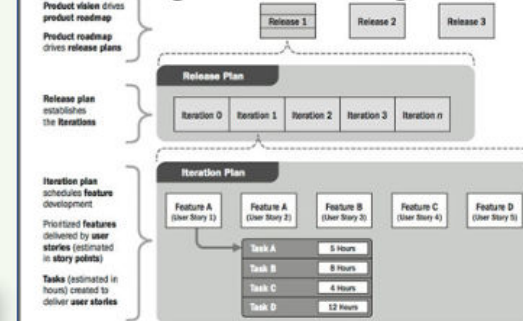 Product vision drives
product roadmap
Product roadmap
drives release plans
Release 1
Release 2
Release 3
Release Plan
Release plan
establishes
the iterations
Iteration 0
Iteration 1
Iteration 2
Iteration 3
Iteration n
Iteration Plan
Iteration plan
schedules feature
development
Prioritized features
delivered by user
stories (estimated
in story points)
Tasks (estimated in
hours) created to
deliver user stories
Feature A
(User Story 1)
Feature A
(User Story 2)
Feature B
(User Story 3)
Feature C
(User Story 4)
Feature D
(User Story 5)
Task A
5 Hours
Task B
8 Hours
Task C
4 Hours
Task D
12 Hours